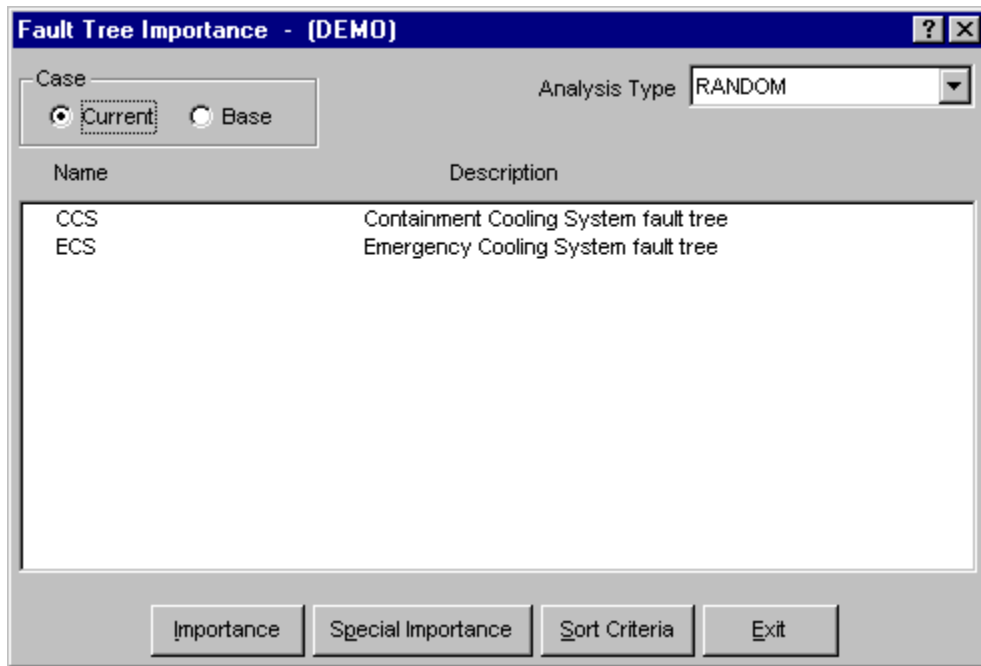 Fault Tree Importance - (DEMO) ?
Case
Current Base
Analysis Type RANDOM
Name Description
CCS Containment Cooling System fault tree
ECS Emergency Cooling System fault tree
Importance Special Importance Sort Criteria Exit